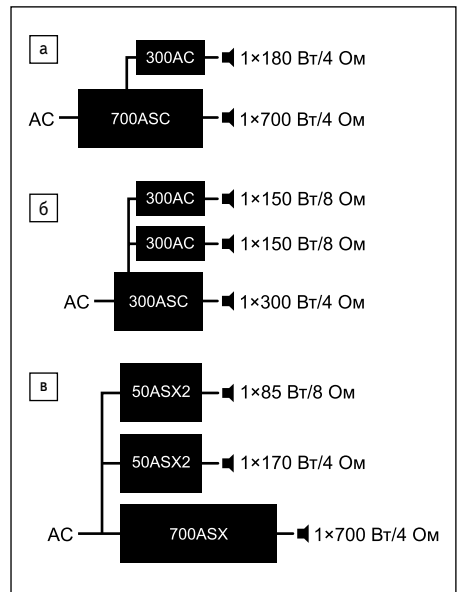 а
300AC
1×180 Вт/4 Ом
AC
700ASC
1×700 Вт/4 Ом
б
300AC
1×150 Вт/8 Ом
300AC
1×150 Вт/8 Ом
AC
300ASC
1×300 Вт/4 Ом
в
50ASX2
1×85 Вт/8 Ом
50ASX2
1×170 Вт/4 Ом
AC
700ASX
1×700 Вт/4 Ом